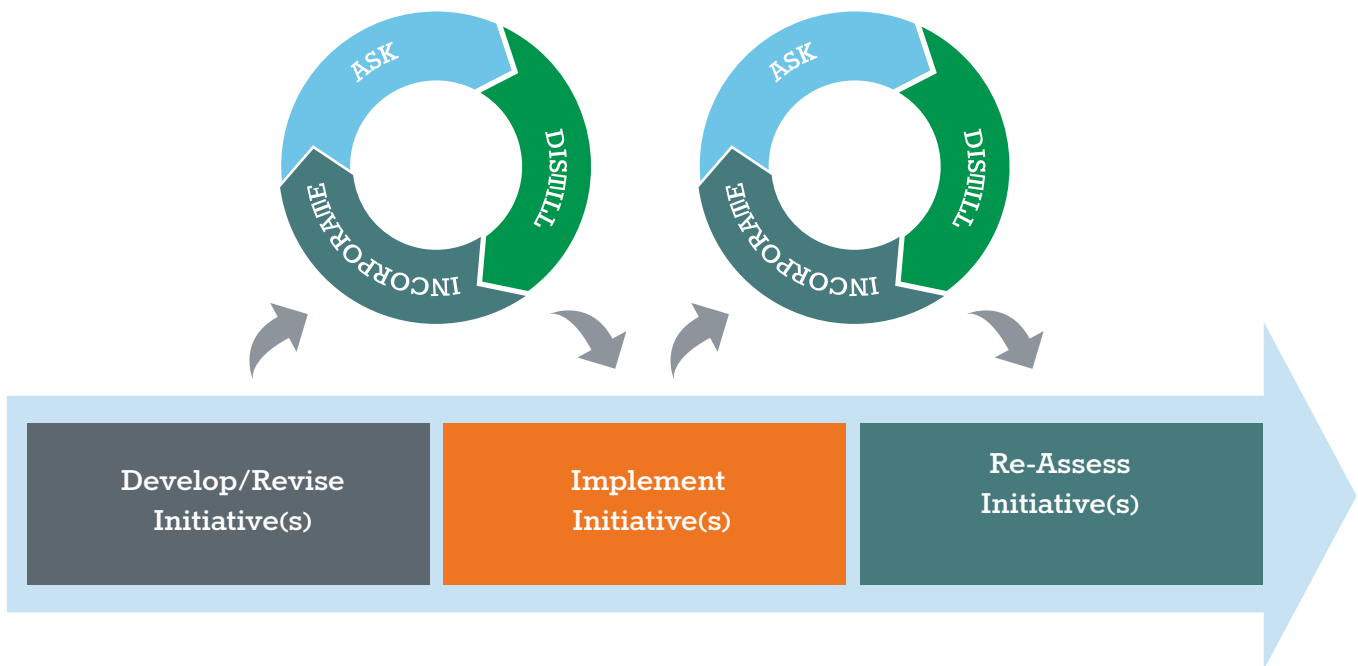 ASK
DISTILL
INCORPORATE
ASK
DISTILL
INCORPORATE
Develop/Revise
Initiative(s)
Implement
Initiative(s)
Re-Assess
Initiative(s)